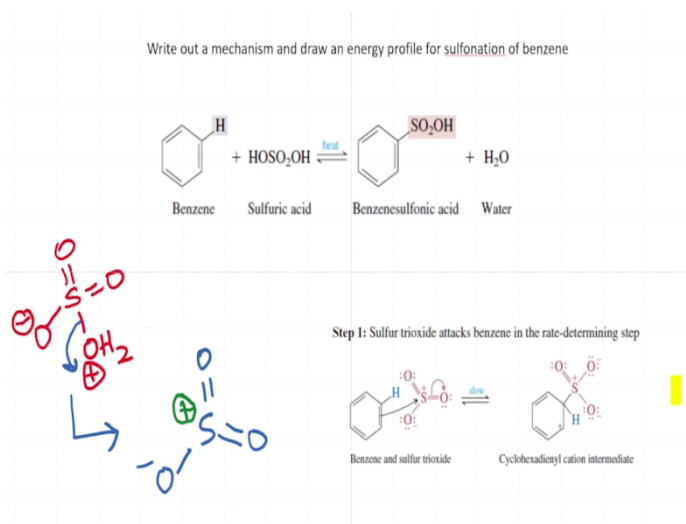 Write out a mechanism and draw an energy profile for sulfonation of benzene
H
SO₂OH
+ HOSO₂OH
heat
+ H₂O
Benzene
Sulfuric acid
Benzenesulfonic acid
Water
O
S=O
⊖O
OH₂
⊕
O
⊕
S=O
-O
Step 1: Sulfur trioxide attacks benzene in the rate-determining step
:O:
H
S
O:
:O:
slow
:O:
O:-
S+
H
:O:
Benzene and sulfur trioxide
Cyclohexadienyl cation intermediate